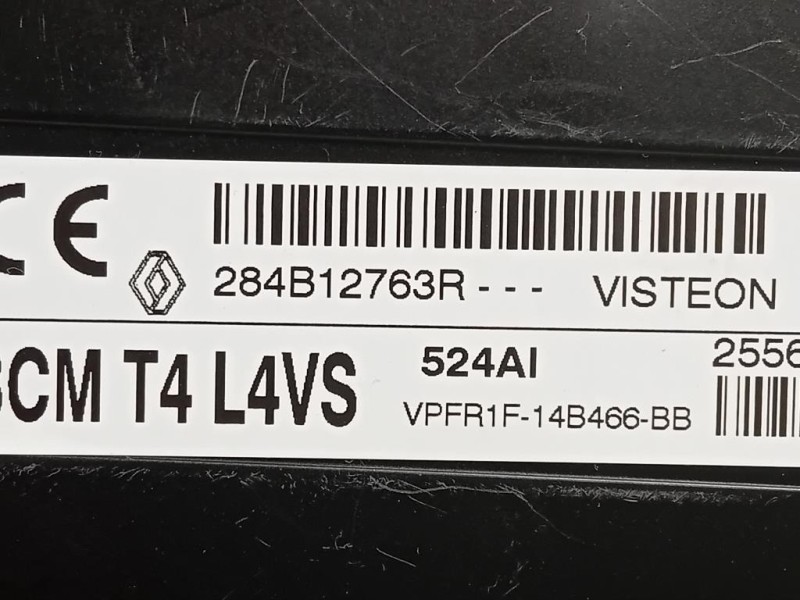 CE
284B12763R - - - VISTEON
BCM T4 L4VS 524AI 2556
VPFR1F-14B466-BB